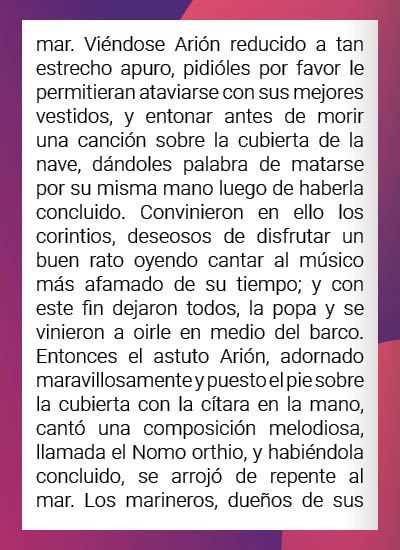 mar. Viéndose Arión reducido a tan
estrecho apuro, pidióles por favor le
permitieran ataviarse con sus mejores
vestidos, y entonar antes de morir
una canción sobre la cubierta de la
nave, dándoles palabra de matarse
por su misma mano luego de haberla
concluido. Convinieron en ello los
corintios, deseosos de disfrutar un
buen rato oyendo cantar al músico
más afamado de su tiempo; y con
este fin dejaron todos, la popa y se
vinieron a oirle en medio del barco.
Entonces el astuto Arión, adornado
maravillosamente y puesto el pie sobre
la cubierta con la cítara en la mano,
cantó una composición melodiosa,
llamada el Nomo orthio, y habiéndola
concluido, se arrojó de repente al
mar. Los marineros, dueños de sus